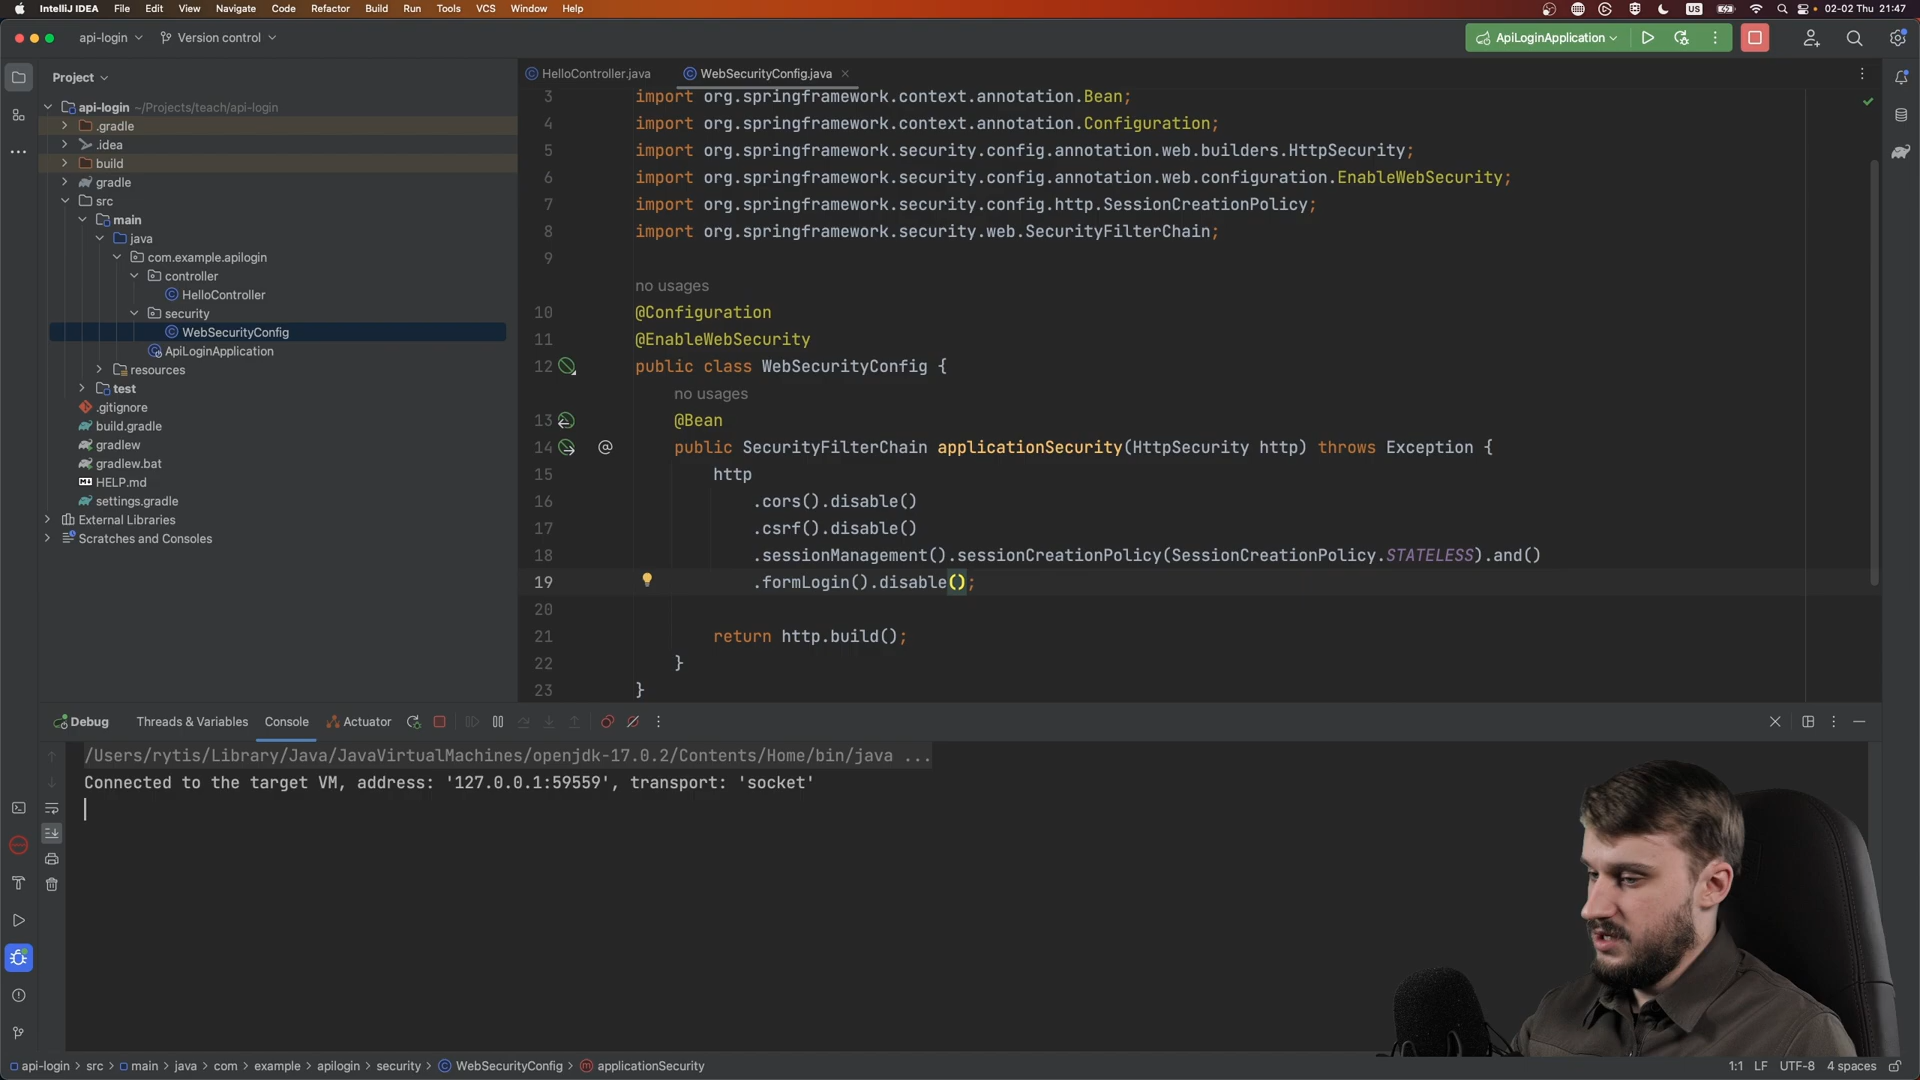 IntelliJ IDEA File Edit View Navigate Code Refactor Build Run Tools VCS Window Help US 02-02 Thu 21:47
api-login Version control ApiLoginApplication
Project HelloController.java WebSecurityConfig.java
api-login ~/Projects/teach/api-login
.gradle
.idea
build
gradle
src
main
java
com.example.apilogin
controller
HelloController
security
WebSecurityConfig
ApiLoginApplication
resources
test
.gitignore
build.gradle
gradlew
gradlew.bat
HELP.md
settings.gradle
External Libraries
Scratches and Consoles
3 import org.springframework.context.annotation.Bean;
4 import org.springframework.context.annotation.Configuration;
5 import org.springframework.security.config.annotation.web.builders.HttpSecurity;
6 import org.springframework.security.config.annotation.web.configuration.EnableWebSecurity;
7 import org.springframework.security.config.http.SessionCreationPolicy;
8 import org.springframework.security.web.SecurityFilterChain;
9
no usages
10 @Configuration
11 @EnableWebSecurity
12 public class WebSecurityConfig {
no usages
13 @Bean
14 @ public SecurityFilterChain applicationSecurity(HttpSecurity http) throws Exception {
15 http
16 .cors().disable()
17 .csrf().disable()
18 .sessionManagement().sessionCreationPolicy(SessionCreationPolicy.STATELESS).and()
19 .formLogin().disable();
20
21 return http.build();
22 }
23 }
Debug Threads & Variables Console Actuator
/Users/rytis/Library/Java/JavaVirtualMachines/openjdk-17.0.2/Contents/Home/bin/java ...
Connected to the target VM, address: '127.0.0.1:59559', transport: 'socket'
api-login > src > main > java > com > example > apilogin > security > WebSecurityConfig > applicationSecurity 1:1 LF UTF-8 4 spaces